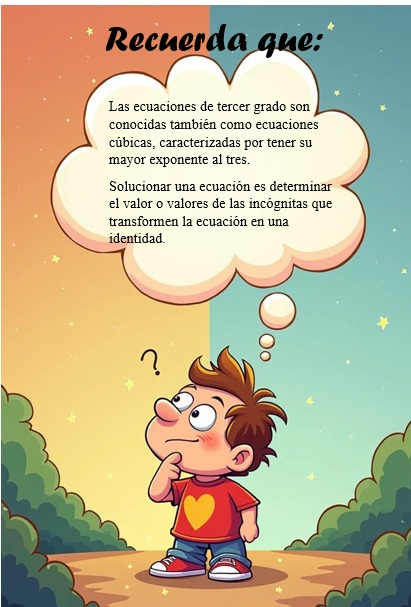 Recuerda que:
Las ecuaciones de tercer grado son
conocidas también como ecuaciones
cúbicas, caracterizadas por tener su
mayor exponente al tres.
Solucionar una ecuación es determinar
el valor o valores de las incógnitas que
transformen la ecuación en una
identidad.
?